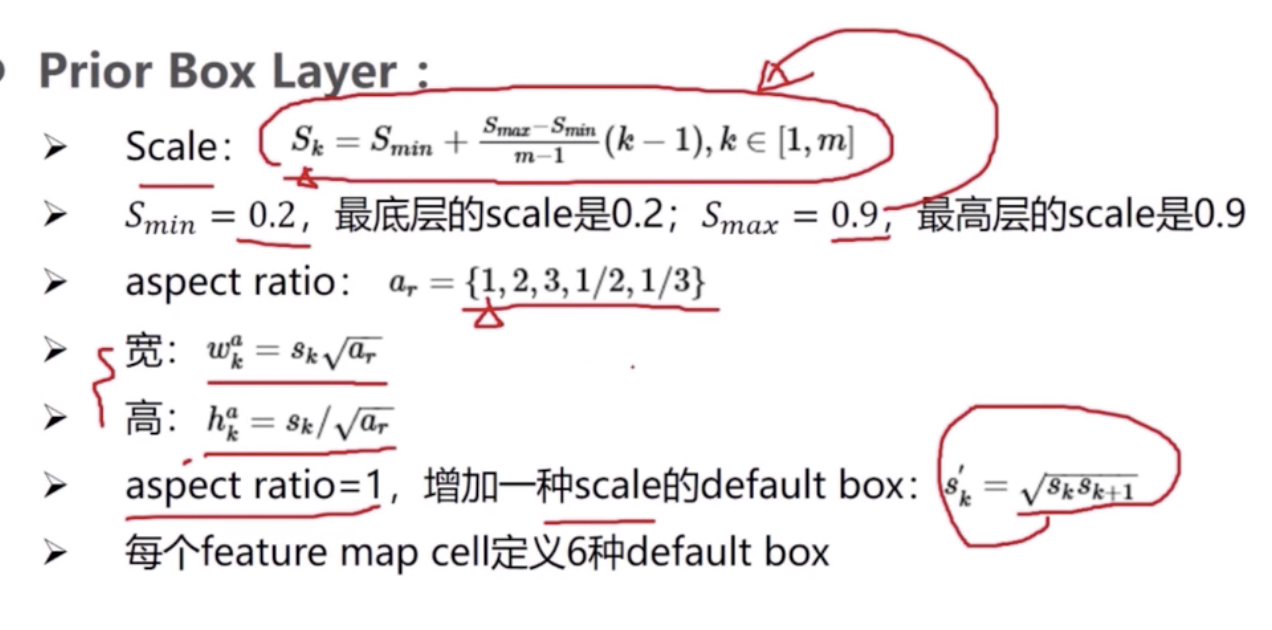 Prior Box Layer：
➢ Scale： $S_k = S_{min} + \frac{S_{max} - S_{min}}{m-1}(k-1), k \in [1, m]$
➢ $S_{min} = 0.2$，最底层的scale是0.2；$S_{max} = 0.9$，最高层的scale是0.9
➢ aspect ratio： $a_r = \{1, 2, 3, 1/2, 1/3\}$
➢ 宽： $w_k^a = s_k\sqrt{a_r}$
➢ 高： $h_k^a = s_k/\sqrt{a_r}$
➢ aspect ratio=1，增加一种scale的default box： $s_k' = \sqrt{s_k s_{k+1}}$
➢ 每个feature map cell定义6种default box